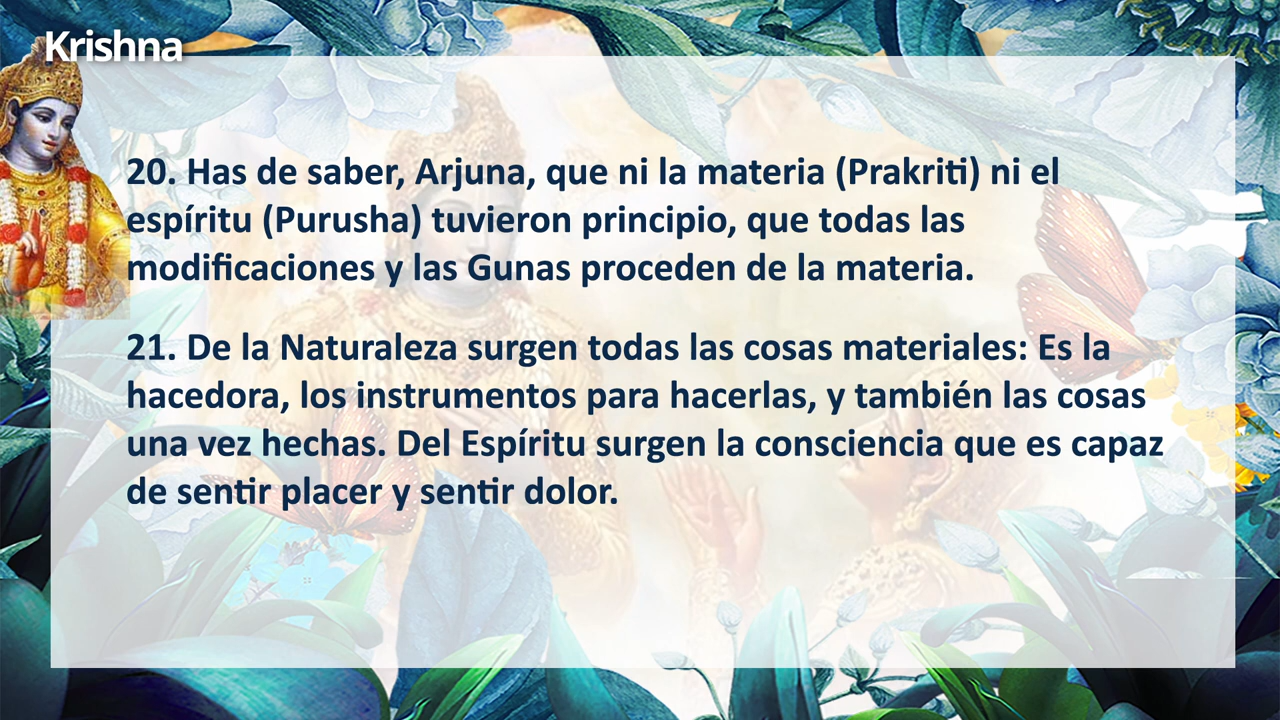 Krishna
20. Has de saber, Arjuna, que ni la materia (Prakriti) ni el
espíritu (Purusha) tuvieron principio, que todas las
modificaciones y las Gunas proceden de la materia.
21. De la Naturaleza surgen todas las cosas materiales: Es la
hacedora, los instrumentos para hacerlas, y también las cosas
una vez hechas. Del Espíritu surgen la consciencia que es capaz
de sentir placer y sentir dolor.